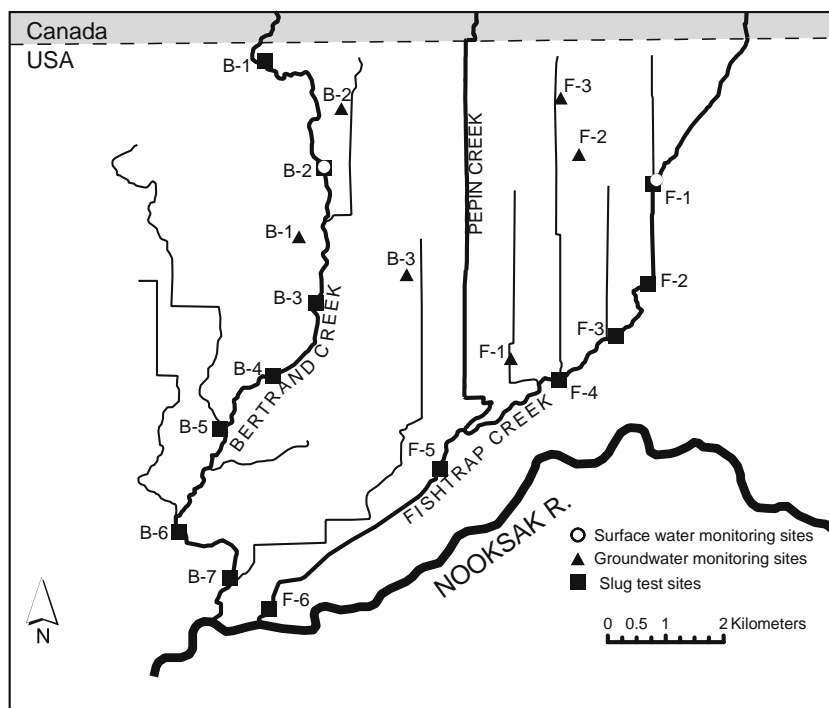 Canada
USA
B-1
B-2
F-3
F-2
B-2
F-1
PEPIN CREEK
B-1
B-3
F-2
B-3
F-3
F-1
B-4
F-4
BERTRAND CREEK
B-5
F-5
FISHTRAP CREEK
B-6
NOOKSAK R.
B-7
F-6
Surface water monitoring sites
Groundwater monitoring sites
Slug test sites
N
0 0.5 1 2 Kilometers